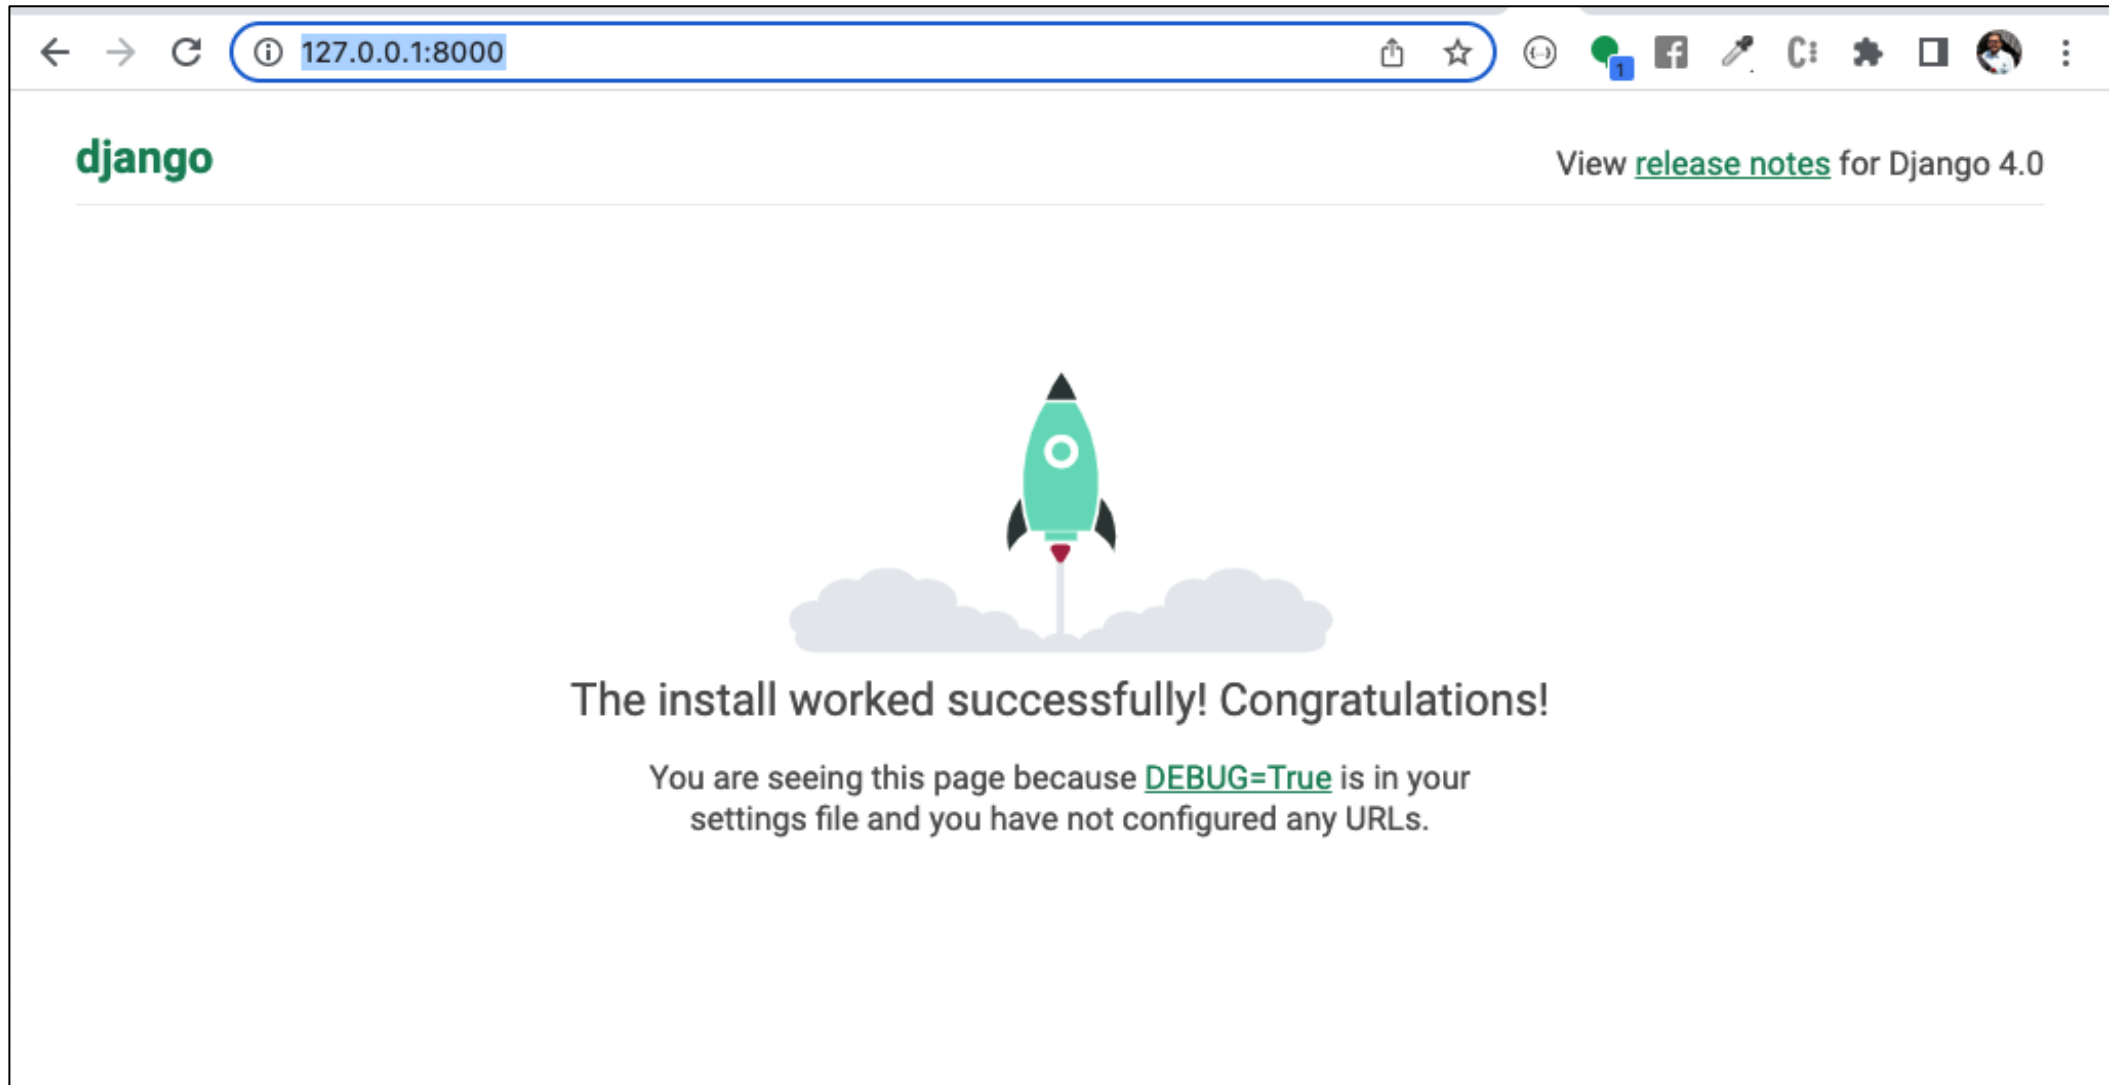 127.0.0.1:8000
1
django
View release notes for Django 4.0
The install worked successfully! Congratulations!
You are seeing this page because DEBUG=True is in your
settings file and you have not configured any URLs.